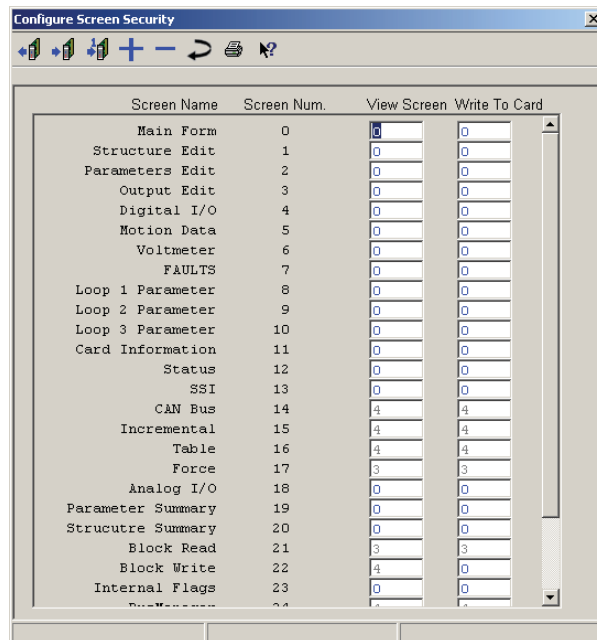 Configure Screen Security
Screen Name Screen Num. View Screen Write To Card
Main Form 0 0 0
Structure Edit 1 0 0
Parameters Edit 2 0 0
Output Edit 3 0 0
Digital I/O 4 0 0
Motion Data 5 0 0
Voltmeter 6 0 0
FAULTS 7 0 0
Loop 1 Parameter 8 0 0
Loop 2 Parameter 9 0 0
Loop 3 Parameter 10 0 0
Card Information 11 0 0
Status 12 0 0
SSI 13 0 0
CAN Bus 14 4 4
Incremental 15 4 4
Table 16 4 4
Force 17 3 3
Analog I/O 18 0 0
Parameter Summary 19 0 0
Strucutre Summary 20 0 0
Block Read 21 3 3
Block Write 22 4 0
Internal Flags 23 0 0